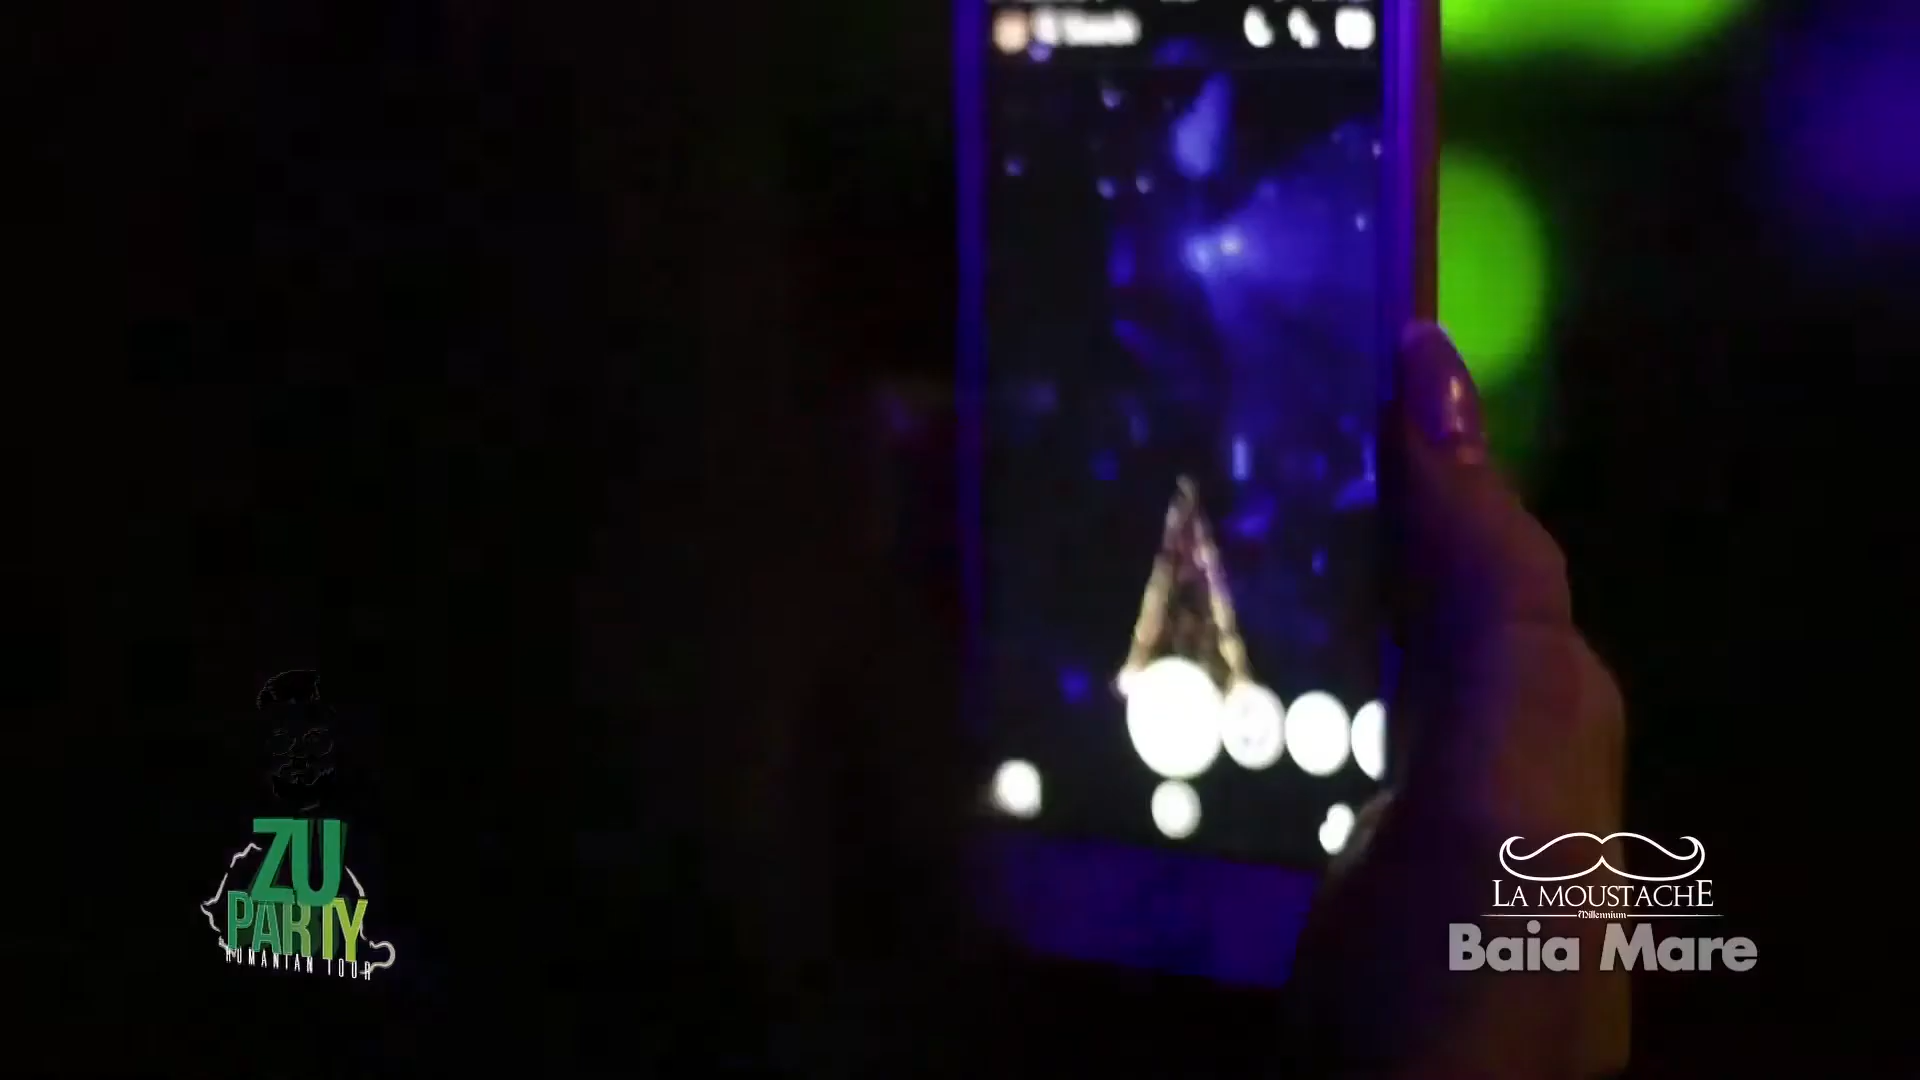 ZU
PARTY
ROMANIAN TOUR
LA MOUSTACHE
Millennium
Baia Mare